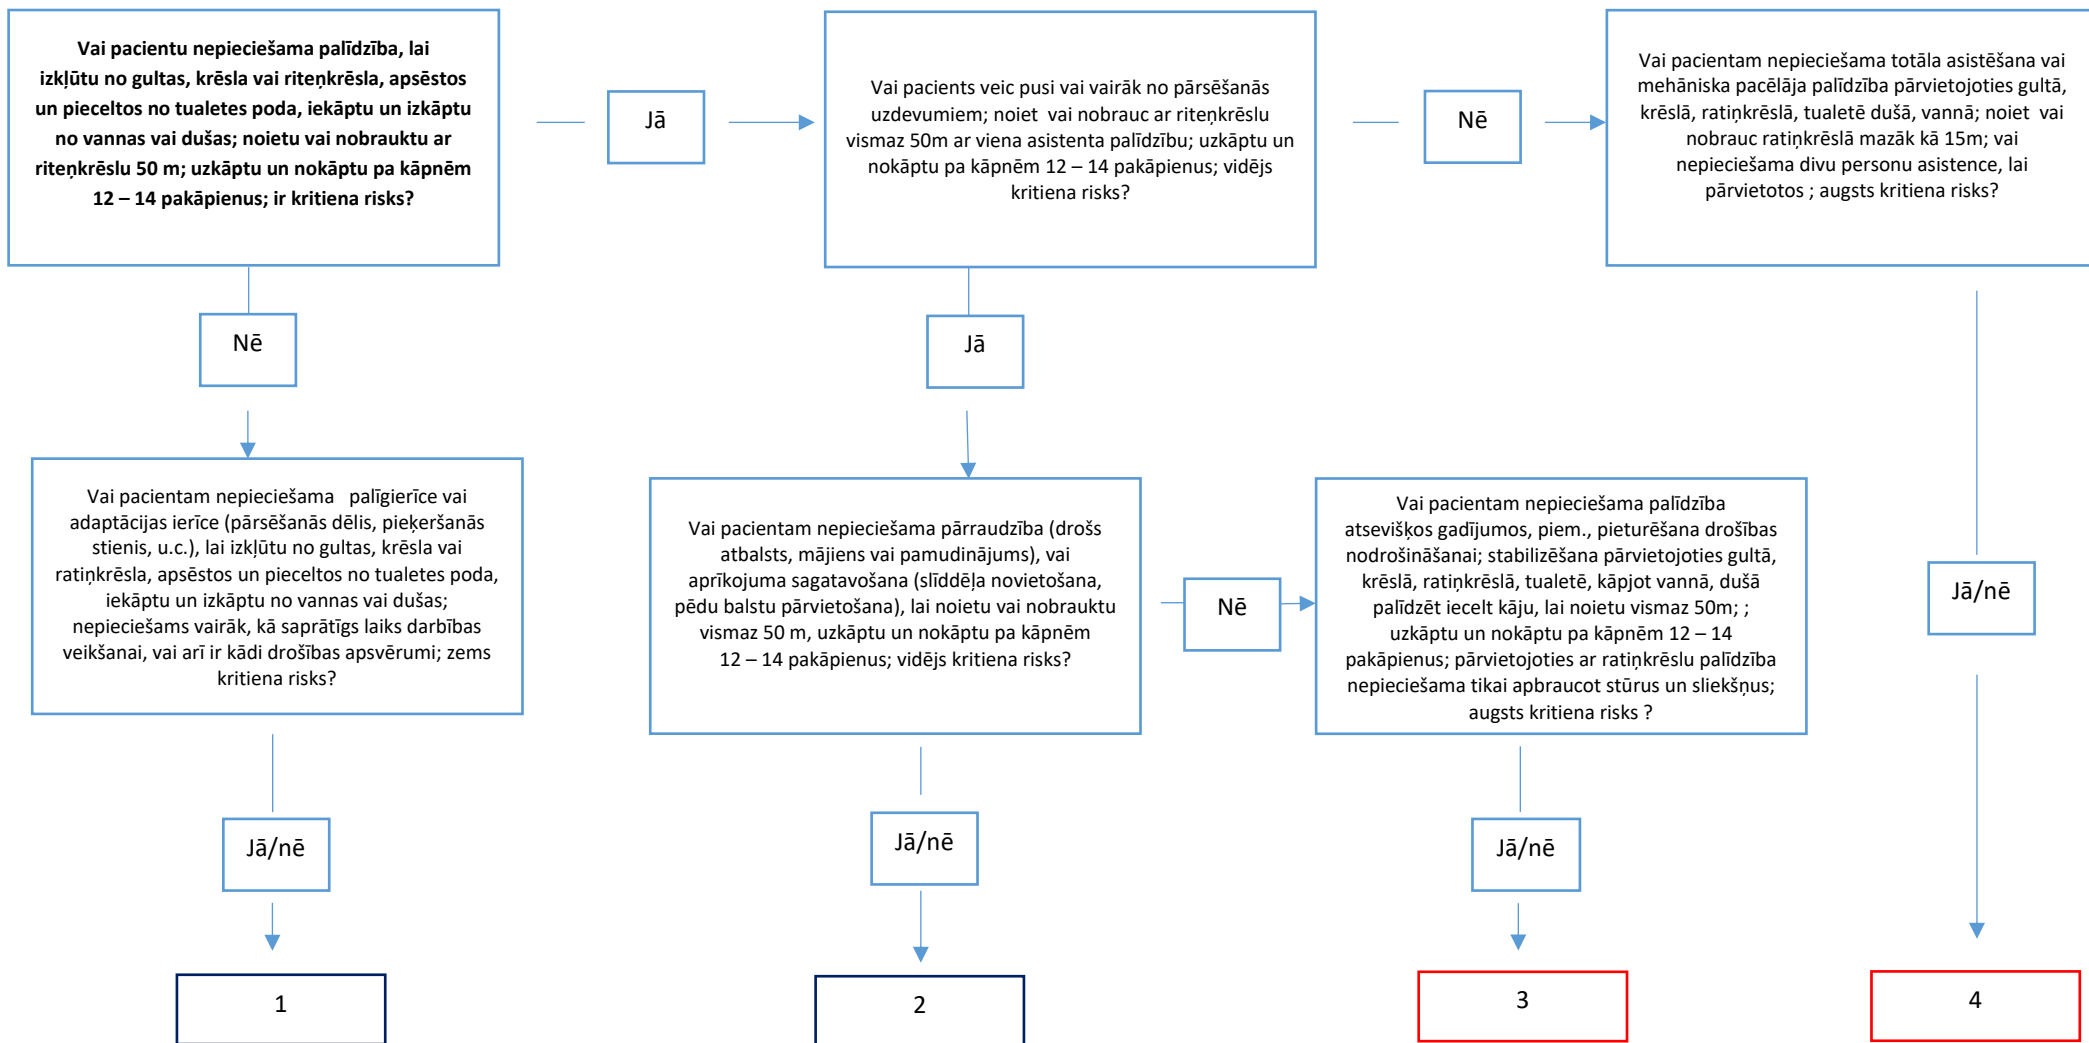 Vai pacientu nepieciešama palīdzība, lai
izkļūtu no gultas, krēsla vai riteņkrēsla, apsēstos
un pieceltos no tualetes poda, iekāptu un izkāptu
no vannas vai dušas; noietu vai nobrauktu ar
riteņkrēslu 50 m; uzkāptu un nokāptu pa kāpnēm
12 – 14 pakāpienus; ir kritiena risks?
Jā
Vai pacients veic pusi vai vairāk no pārsēšanās
uzdevumiem; noiet vai nobrauc ar riteņkrēslu
vismaz 50m ar viena asistenta palīdzību; uzkāptu un
nokāptu pa kāpnēm 12 – 14 pakāpienus; vidējs
kritiena risks?
Nē
Vai pacientam nepieciešama totāla asistēšana vai
mehāniska pacēlāja palīdzība pārvietojoties gultā,
krēslā, ratiņkrēslā, tualetē dušā, vannā; noiet vai
nobrauc ratiņkrēslā mazāk kā 15m; vai
nepieciešama divu personu asistence, lai
pārvietotos ; augsts kritiena risks?
Nē
Jā
Vai pacientam nepieciešama palīgierīce vai
adaptācijas ierīce (pārsēšanās dēlis, pieķeršanās
stienis, u.c.), lai izkļūtu no gultas, krēsla vai
ratiņkrēsla, apsēstos un pieceltos no tualetes poda,
iekāptu un izkāptu no vannas vai dušas;
nepieciešams vairāk, kā saprātīgs laiks darbības
veikšanai, vai arī ir kādi drošības apsvērumi; zems
kritiena risks?
Vai pacientam nepieciešama pārraudzība (drošs
atbalsts, mājiens vai pamudinājums), vai
aprīkojuma sagatavošana (slīddēļa novietošana,
pēdu balstu pārvietošana), lai noietu vai nobrauktu
vismaz 50 m, uzkāptu un nokāptu pa kāpnēm
12 – 14 pakāpienus; vidējs kritiena risks?
Nē
Vai pacientam nepieciešama palīdzība
atsevišķos gadījumos, piem., pieturēšana drošības
nodrošināšanai; stabilizēšana pārvietojoties gultā,
krēslā, ratiņkrēslā, tualetē, kāpjot vannā, dušā
palīdzēt iecelt kāju, lai noietu vismaz 50m; ;
uzkāptu un nokāptu pa kāpnēm 12 – 14
pakāpienus; pārvietojoties ar ratiņkrēslu palīdzība
nepieciešama tikai apbraucot stūrus un sliekšņus;
augsts kritiena risks ?
Jā/nē
Jā/nē
Jā/nē
Jā/nē
1
2
3
4